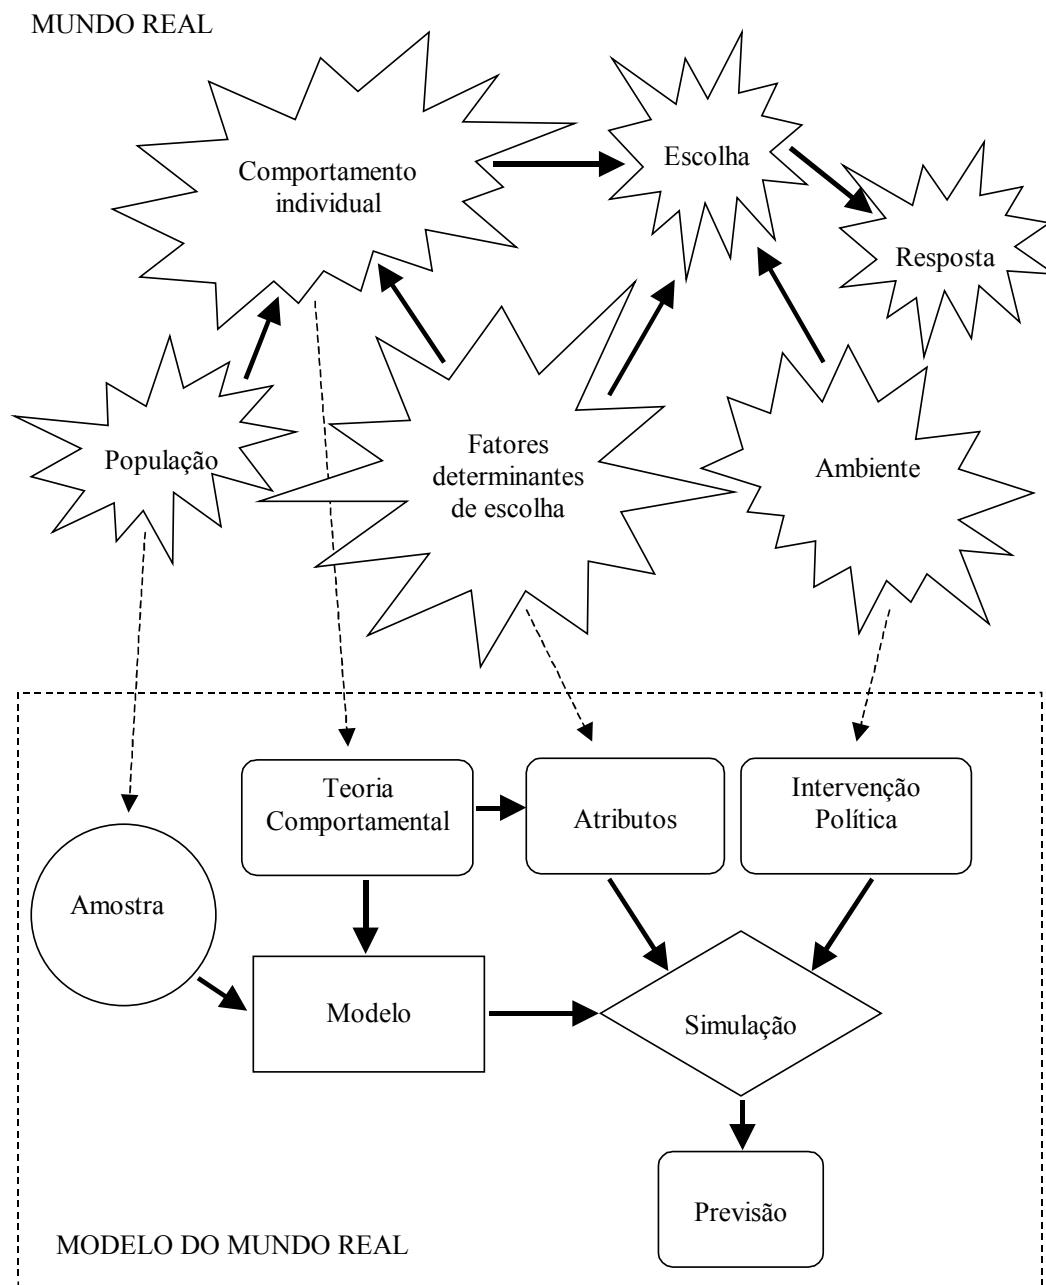 MUNDO REAL
Comportamento
individual
Escolha
Resposta
População
Fatores
determinantes
de escolha
Ambiente
Teoria
Comportamental
Atributos
Intervenção
Política
Amostra
Modelo
Simulação
Previsão
MODELO DO MUNDO REAL